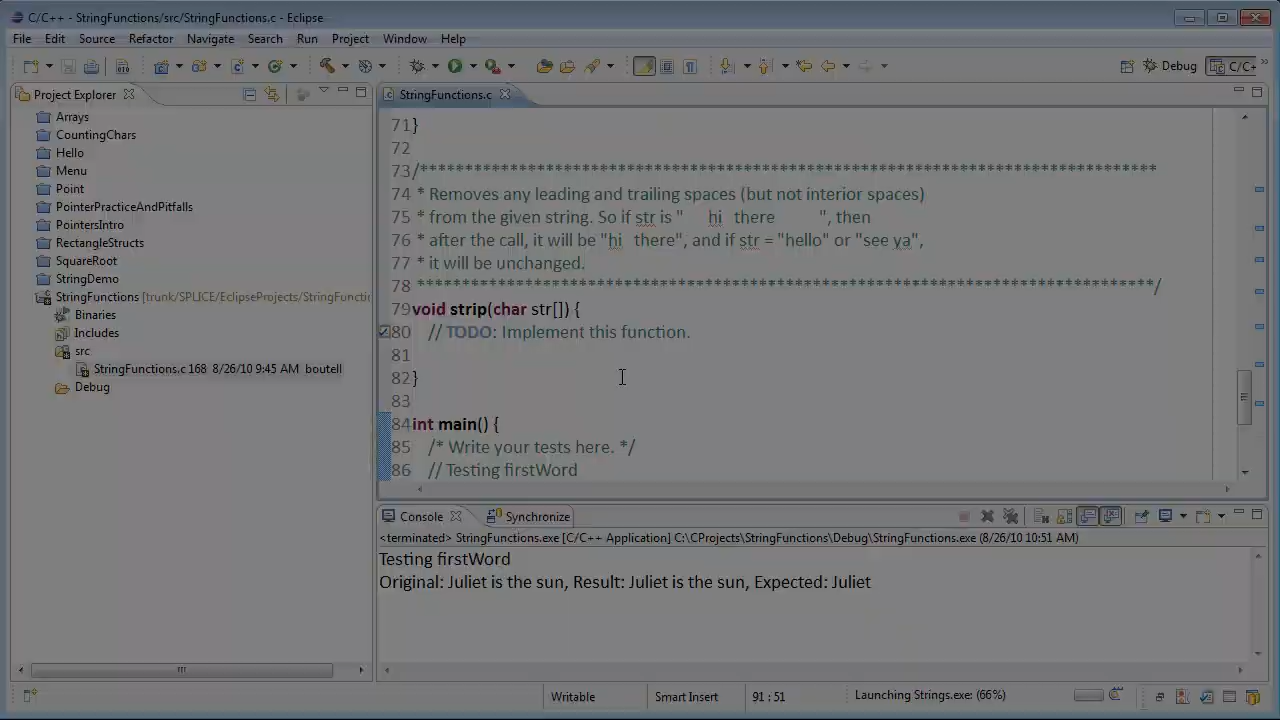 C/C++ - StringFunctions/src/StringFunctions.c - Eclipse
File Edit Source Refactor Navigate Search Run Project Window Help
Debug C/C++
Project Explorer
Arrays
CountingChars
Hello
Menu
Point
PointerPracticeAndPitfalls
PointersIntro
RectangleStructs
SquareRoot
StringDemo
StringFunctions [trunk/SPLICE/EclipseProjects/StringFuncti
Binaries
Includes
src
StringFunctions.c 168 8/26/10 9:45 AM boutell
Debug
StringFunctions.c
71 }
72
73 /**********************************************************************************
74 * Removes any leading and trailing spaces (but not interior spaces)
75 * from the given string. So if str is "    hi  there        ", then
76 * after the call, it will be "hi  there", and if str = "hello" or "see ya",
77 * it will be unchanged.
78 **********************************************************************************/
79 void strip(char str[]) {
80 // TODO: Implement this function.
81
82 }
83
84 int main() {
85 /* Write your tests here. */
86 // Testing firstWord
Console Synchronize
<terminated> StringFunctions.exe [C/C++ Application] C:\CProjects\StringFunctions\Debug\StringFunctions.exe (8/26/10 10:51 AM)
Testing firstWord
Original: Juliet is the sun, Result: Juliet is the sun, Expected: Juliet
Writable Smart Insert 91 : 51 Launching Strings.exe: (66%)